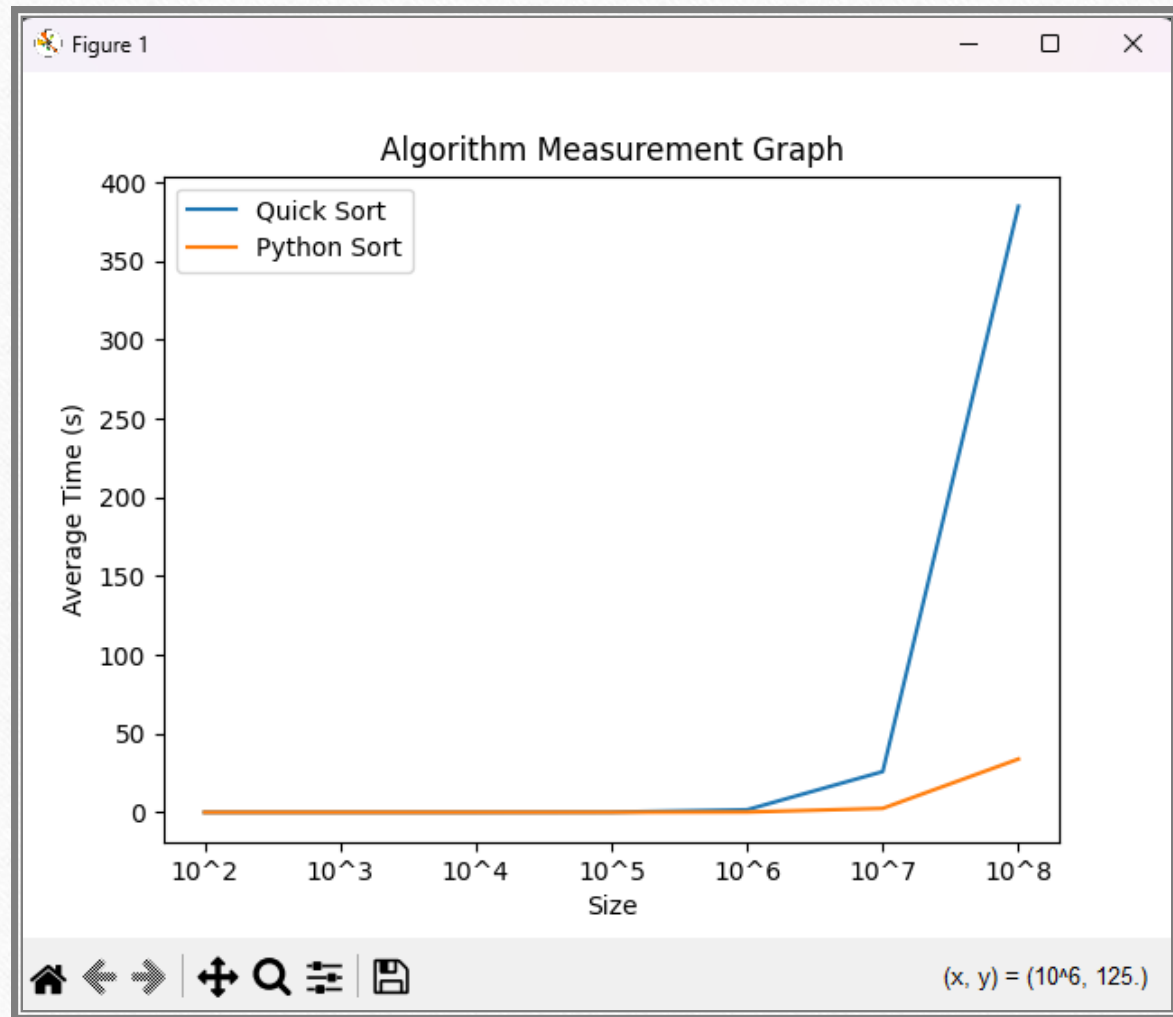 Figure 1
Algorithm Measurement Graph
Quick Sort
Python Sort
Average Time (s)
400
350
300
250
200
150
100
50
0
10^2 10^3 10^4 10^5 10^6 10^7 10^8
Size
(x, y) = (10^6, 125.)